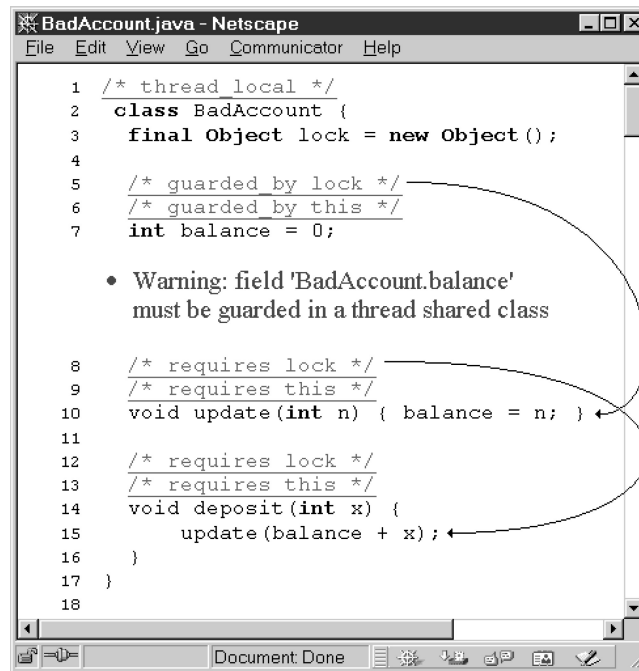 BadAccount.java - Netscape
File Edit View Go Communicator Help
1 /* thread_local */
2 class BadAccount {
3 final Object lock = new Object();
4
5 /* guarded_by lock */
6 /* guarded_by this */
7 int balance = 0;
• Warning: field 'BadAccount.balance'
must be guarded in a thread shared class
8 /* requires lock */
9 /* requires this */
10 void update(int n) { balance = n; }
11
12 /* requires lock */
13 /* requires this */
14 void deposit(int x) {
15 update(balance + x);
16 }
17 }
18
Document: Done